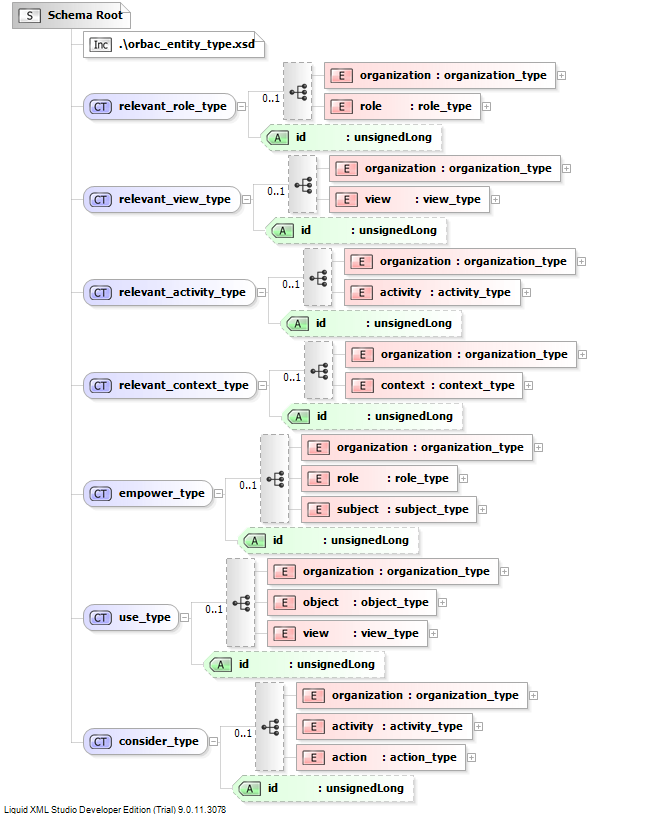 S Schema Root
Inc .\orbac_entity_type.xsd
E organization : organization_type
CT relevant_role_type 0..1
E role : role_type
A id : unsignedLong
E organization : organization_type
CT relevant_view_type 0..1
E view : view_type
A id : unsignedLong
E organization : organization_type
CT relevant_activity_type 0..1
E activity : activity_type
A id : unsignedLong
E organization : organization_type
CT relevant_context_type 0..1
E context : context_type
A id : unsignedLong
E organization : organization_type
E role : role_type
CT empower_type 0..1
E subject : subject_type
A id : unsignedLong
E organization : organization_type
E object : object_type
CT use_type 0..1
E view : view_type
A id : unsignedLong
E organization : organization_type
E activity : activity_type
CT consider_type 0..1
E action : action_type
A id : unsignedLong
Liquid XML Studio Developer Edition (Trial) 9.0.11.3078